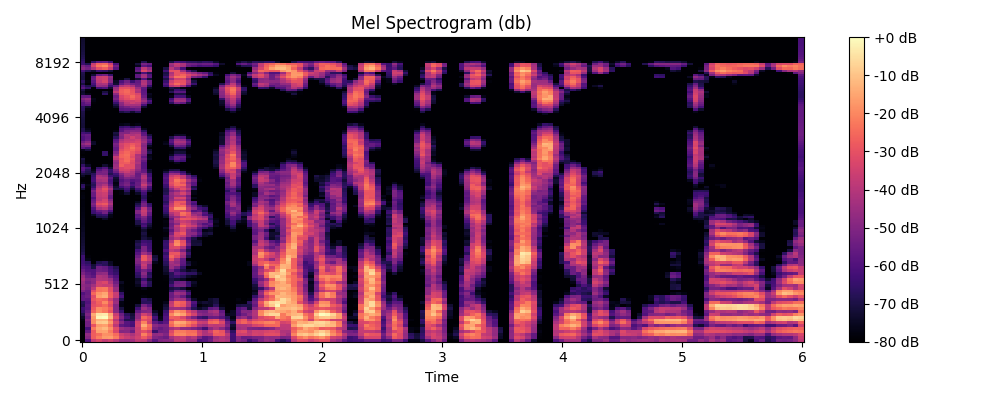 Mel Spectrogram (db)
Hz
8192
4096
2048
1024
512
0
0 1 2 3 4 5 6
Time
+0 dB
-10 dB
-20 dB
-30 dB
-40 dB
-50 dB
-60 dB
-70 dB
-80 dB